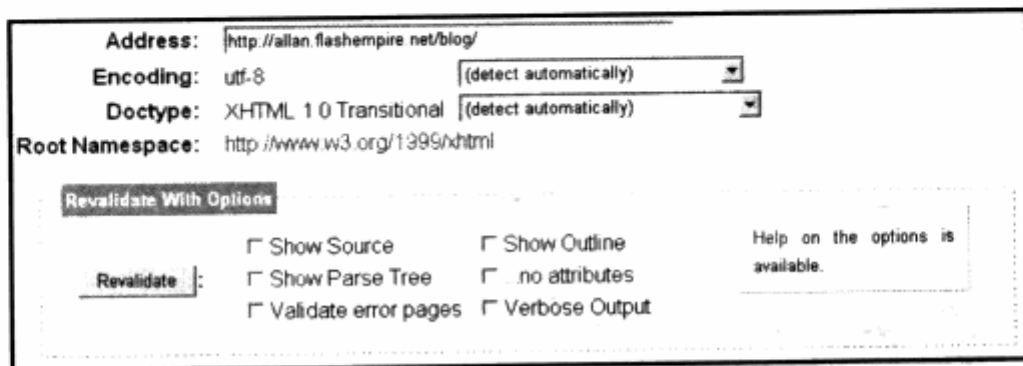 Address: http://allan.flashempire.net/blog/
Encoding: utf-8 (detect automatically)
Doctype: XHTML 1.0 Transitional (detect automatically)
Root Namespace: http://www.w3.org/1999/xhtml
Revalidate With Options
Show Source Show Outline
Help on the options is
available.
Revalidate : Show Parse Tree ...no attributes
Validate error pages Verbose Output